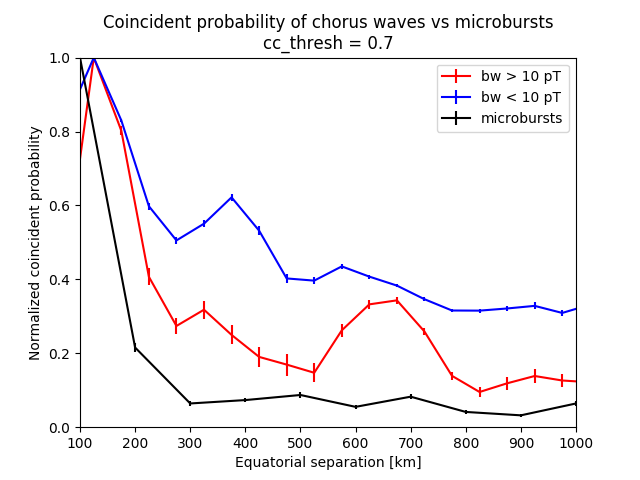 Coincident probability of chorus waves vs microbursts
cc_thresh = 0.7
1.0
0.8
0.6
0.4
0.2
0.0
Normalized coincident probability
bw > 10 pT
bw < 10 pT
microbursts
100 200 300 400 500 600 700 800 900 1000
Equatorial separation [km]